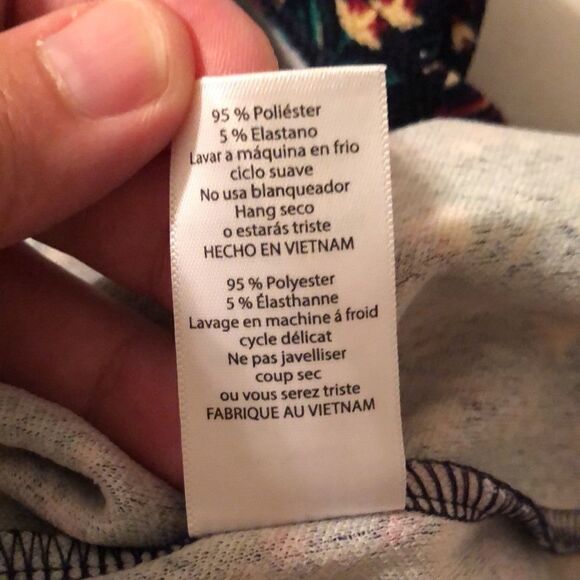 95 % Poliéster
5 % Elastano
Lavar a máquina en frio
ciclo suave
No usa blanqueador
Hang seco
o estarás triste
HECHO EN VIETNAM
95 % Polyester
5 % Élasthanne
Lavage en machine á froid
cycle délicat
Ne pas javelliser
coup sec
ou vous serez triste
FABRIQUE AU VIETNAM